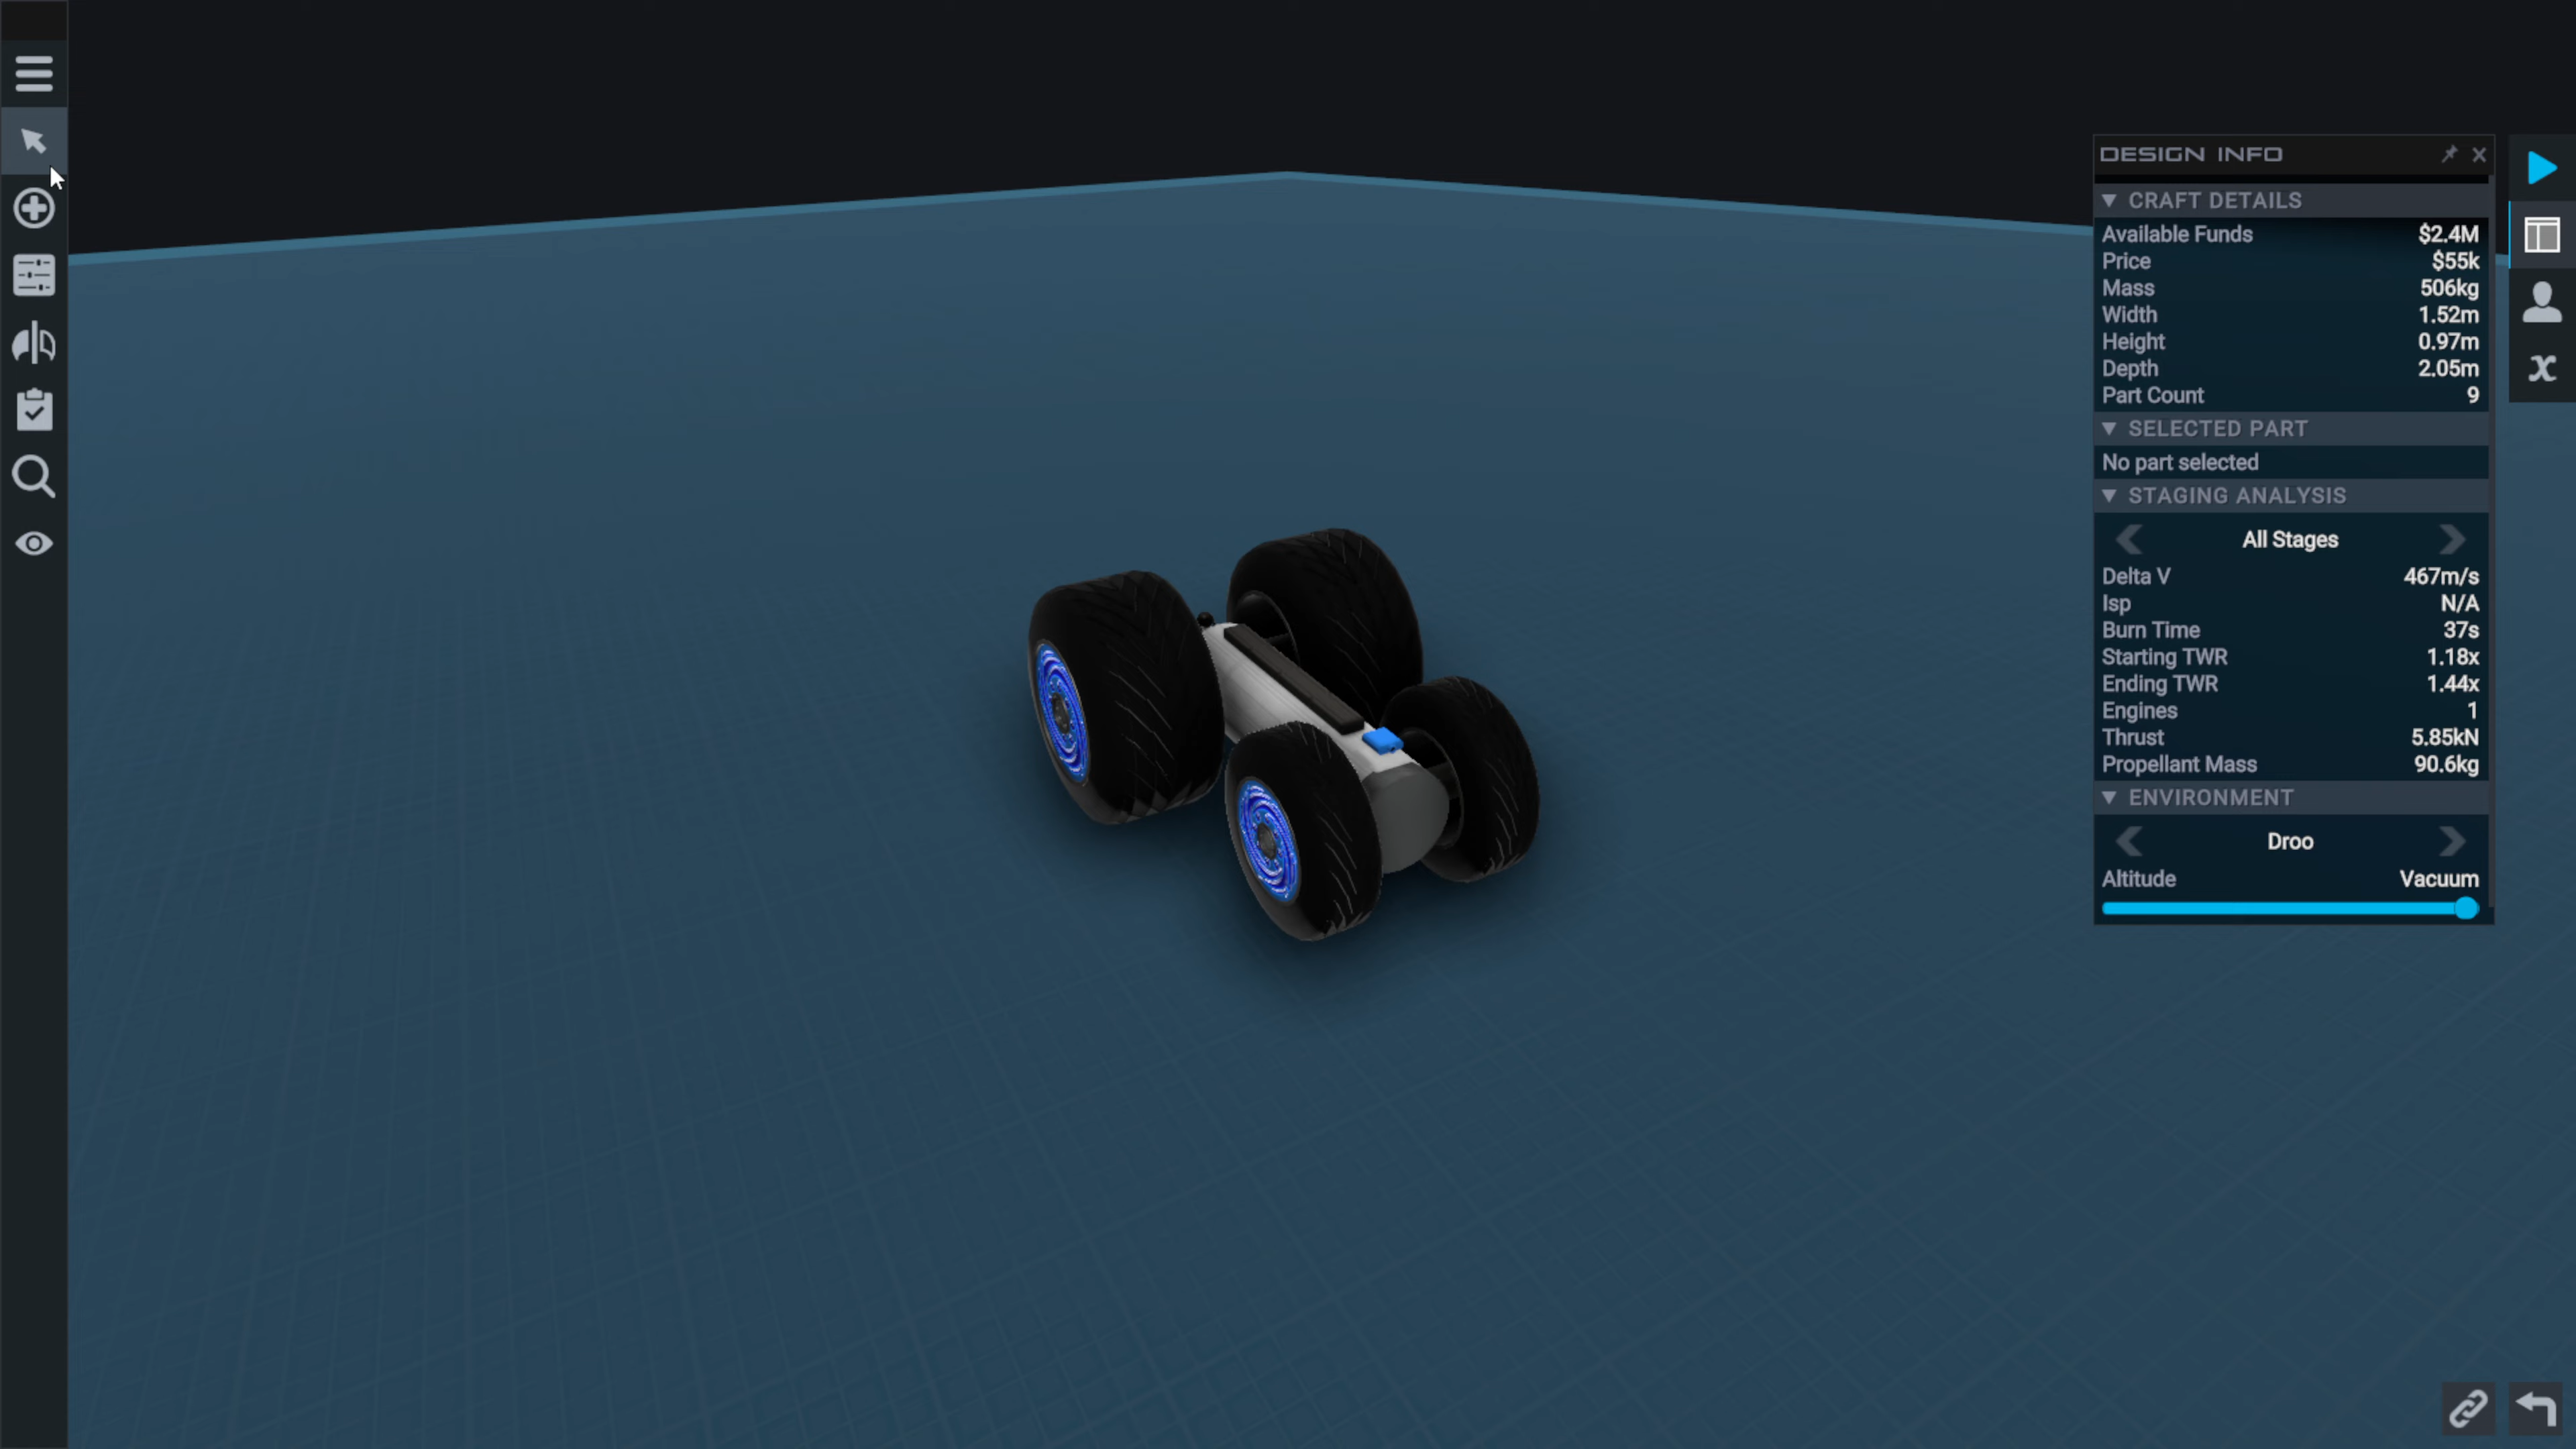 DESIGN INFO
CRAFT DETAILS
Available Funds $2.4M
Price $55k
Mass 506kg
Width 1.52m
Height 0.97m
Depth 2.05m
Part Count 9
SELECTED PART
No part selected
STAGING ANALYSIS
All Stages
Delta V 467m/s
Isp N/A
Burn Time 37s
Starting TWR 1.18x
Ending TWR 1.44x
Engines 1
Thrust 5.85kN
Propellant Mass 90.6kg
ENVIRONMENT
Droo
Altitude Vacuum